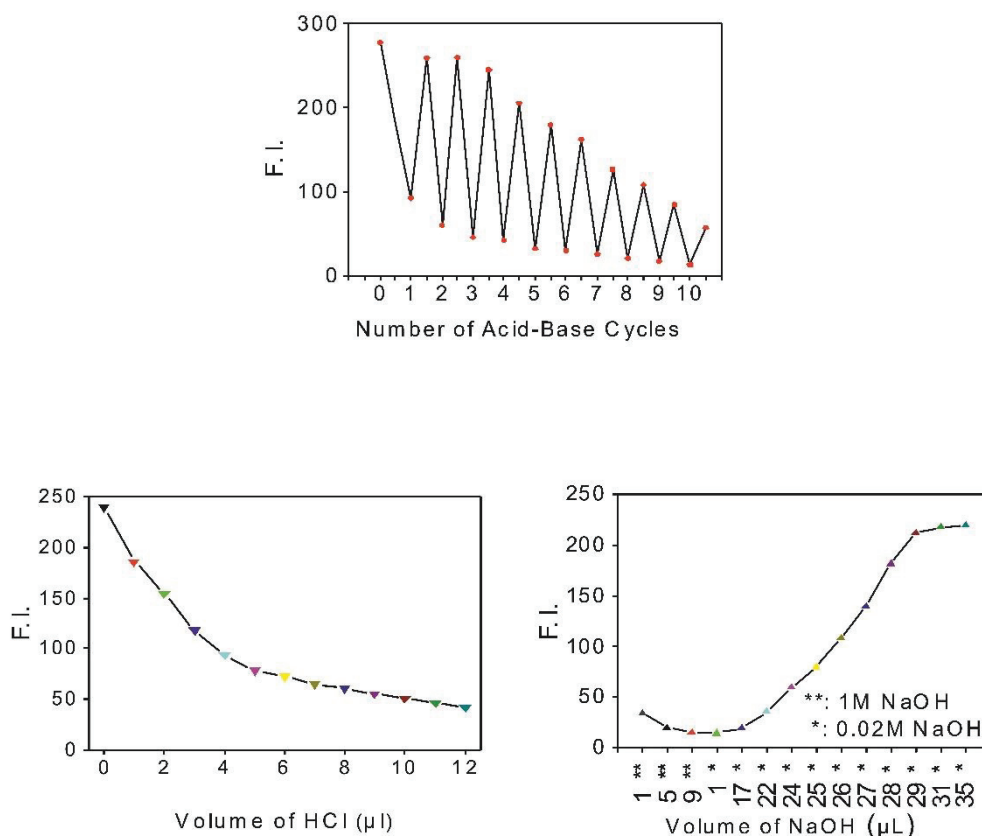 300
200
100
0
F. I.
0 1 2 3 4 5 6 7 8 9 10
Number of Acid-Base Cycles
250
200
150
100
50
0
F.I.
0 2 4 6 8 10 12
Volume of HCl (µl)
250
200
150
100
50
0
F.I.
**: 1M NaOH
*: 0.02M NaOH
1 ** 5 ** 9 ** 1 * 17 * 22 * 24 * 25 * 26 * 27 * 28 * 29 * 31 * 35 *
Volume of NaOH (µL)